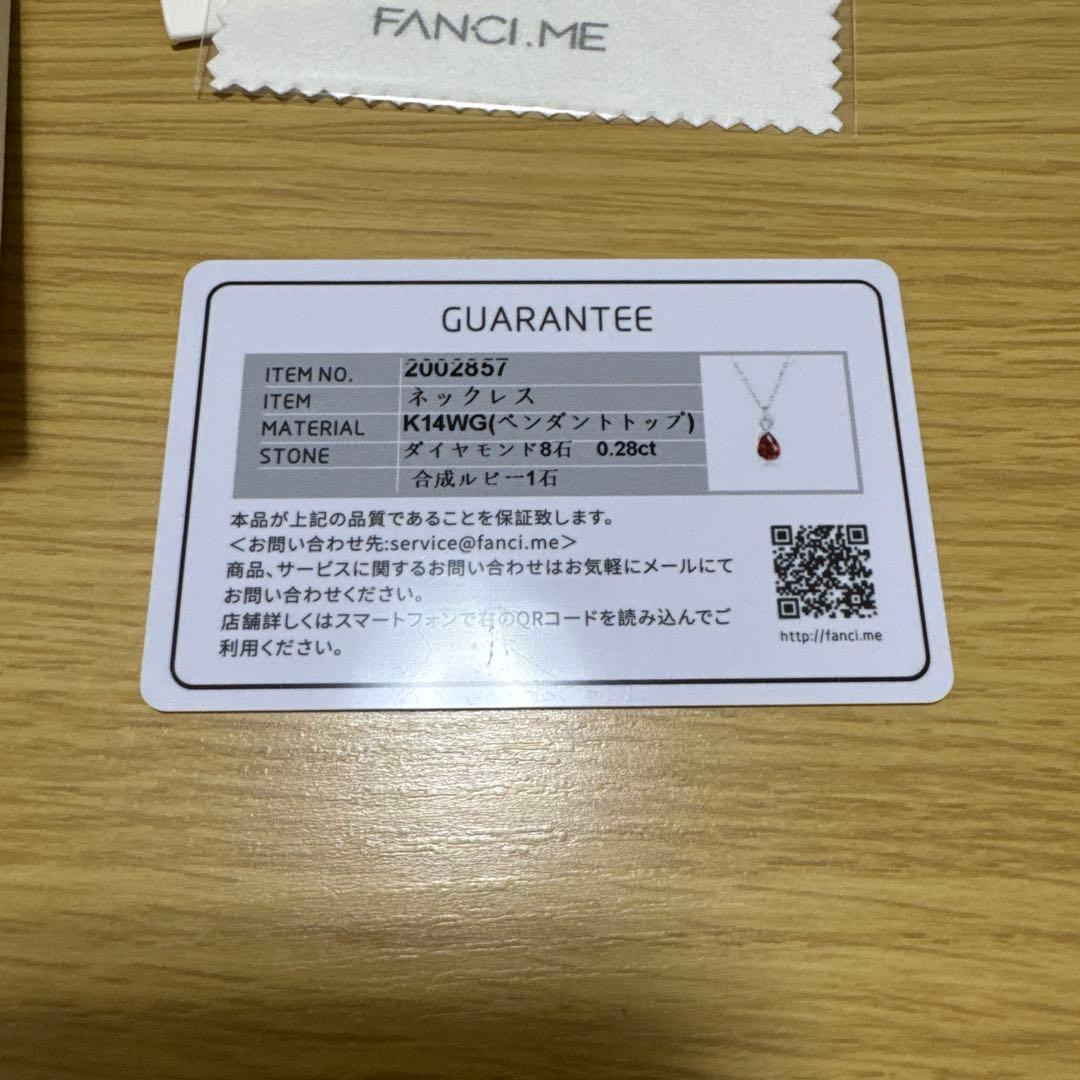 FANCI.ME
GUARANTEE
ITEM NO. 2002857
ITEM ネックレス
MATERIAL K14WG(ペンダントトップ)
STONE ダイヤモンド8石 0.28ct
合成ルビー1石
本品が上記の品質であることを保証致します。
＜お問い合わせ先:service@fanci.me＞
商品、サービスに関するお問い合わせはお気軽にメールにて
お問い合わせください。
店舗詳しくはスマートフォンで右のQRコードを読み込んでご
利用ください。
http://fanci.me